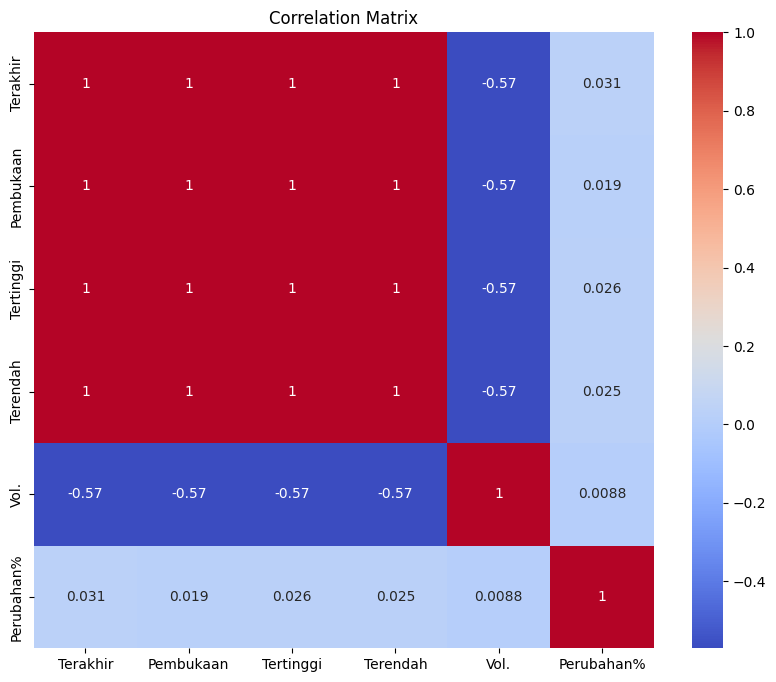 Correlation Matrix
Terakhir 1 1 1 1 -0.57 0.031
Pembukaan 1 1 1 1 -0.57 0.019
Tertinggi 1 1 1 1 -0.57 0.026
Terendah 1 1 1 1 -0.57 0.025
Vol. -0.57 -0.57 -0.57 -0.57 1 0.0088
Perubahan% 0.031 0.019 0.026 0.025 0.0088 1
Terakhir Pembukaan Tertinggi Terendah Vol. Perubahan%
1.0
0.8
0.6
0.4
0.2
0.0
−0.2
−0.4